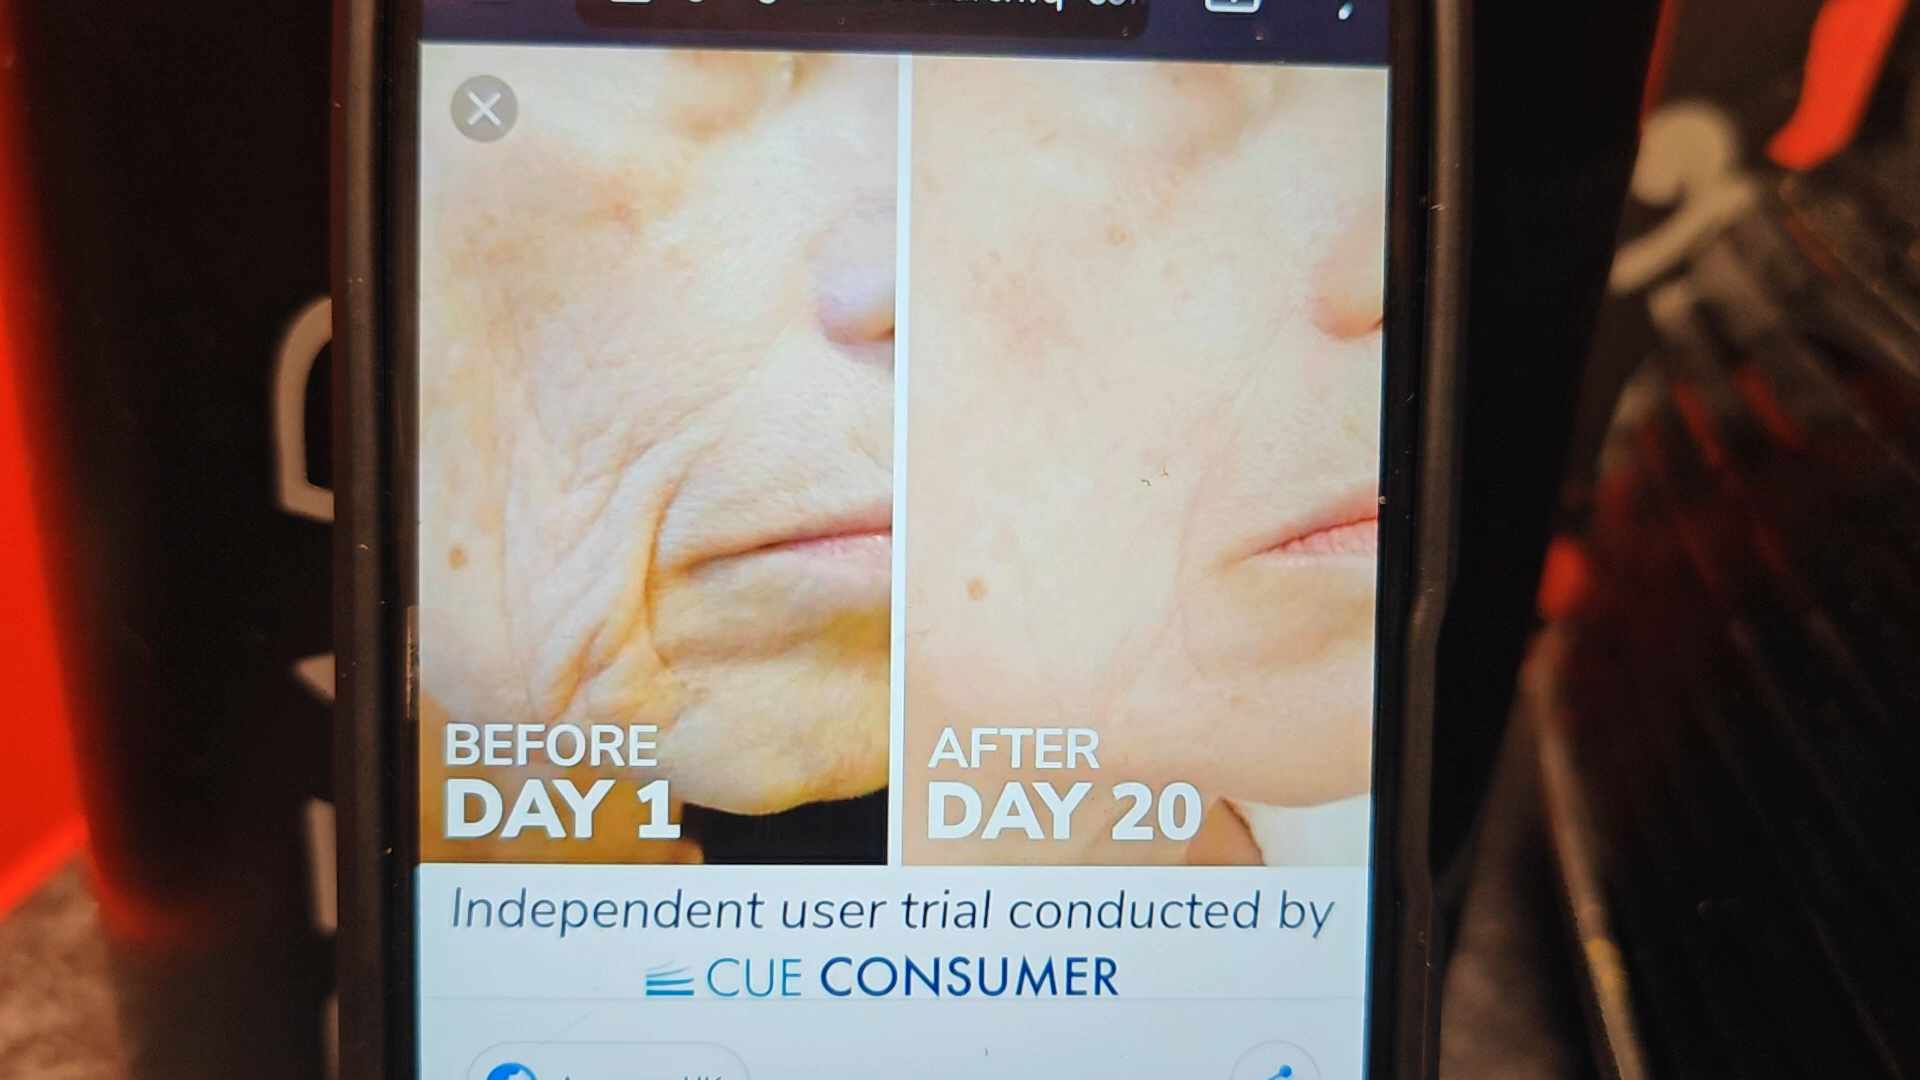 BEFORE
DAY 1
AFTER
DAY 20
Independent user trial conducted by
CUE CONSUMER